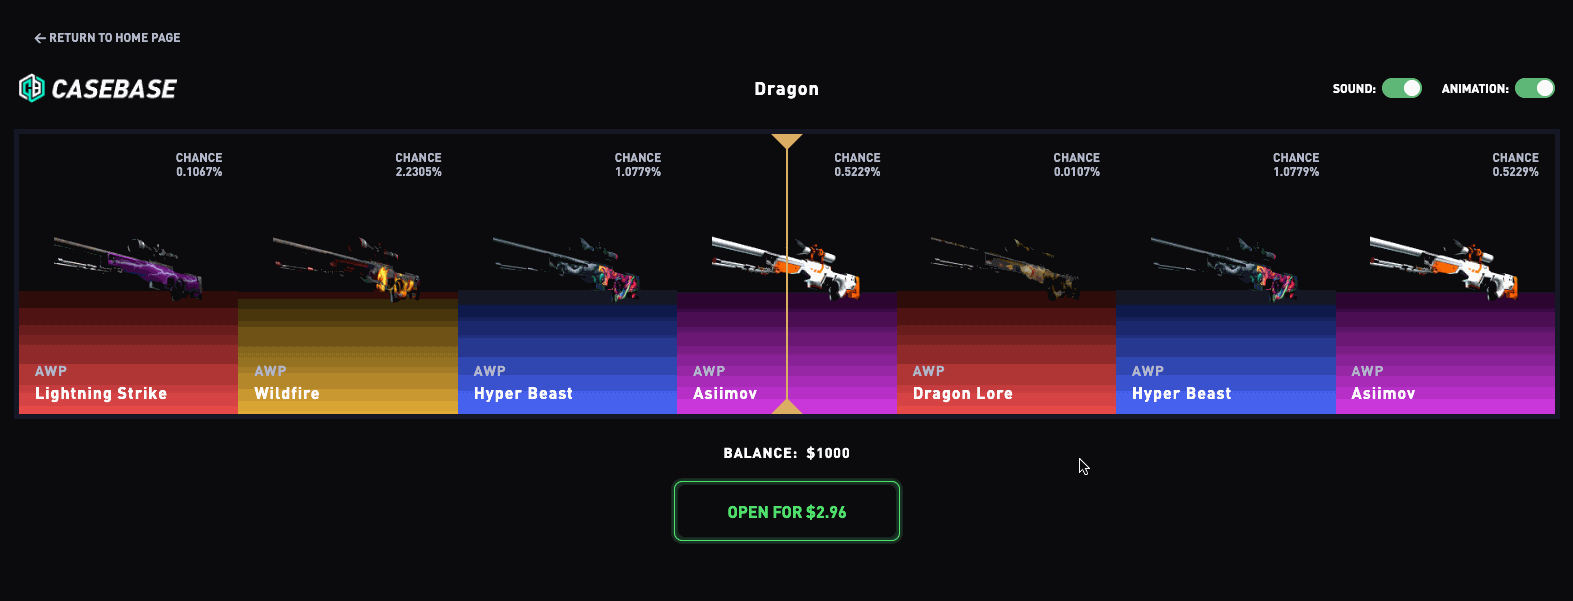 RETURN TO HOME PAGE
CASEBASE
Dragon
SOUND:
ANIMATION:
CHANCE
0.1067%
AWP
Lightning Strike
CHANCE
2.2305%
AWP
Wildfire
CHANCE
1.0779%
AWP
Hyper Beast
CHANCE
0.5229%
AWP
Asiimov
CHANCE
0.0107%
AWP
Dragon Lore
CHANCE
1.0779%
AWP
Hyper Beast
CHANCE
0.5229%
AWP
Asiimov
BALANCE: $1000
OPEN FOR $2.96